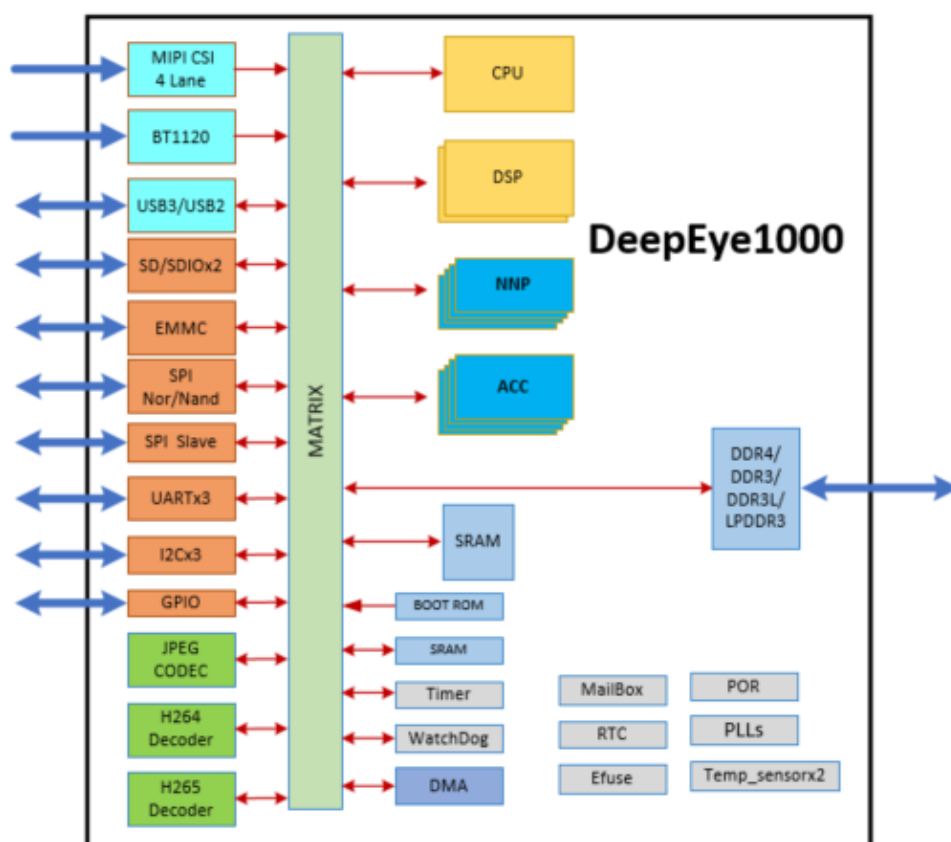 MIPI CSI
4 Lane
BT1120
USB3/USB2
SD/SDIOx2
EMMC
SPI
Nor/Nand
SPI Slave
UARTx3
I2Cx3
GPIO
JPEG
CODEC
H264
Decoder
H265
Decoder
MATRIX
CPU
DSP
NNP
ACC
SRAM
BOOT ROM
SRAM
Timer
WatchDog
DMA
DeepEye1000
DDR4/
DDR3/
DDR3L/
LPDDR3
MailBox
RTC
Efuse
POR
PLLs
Temp_sensorx2